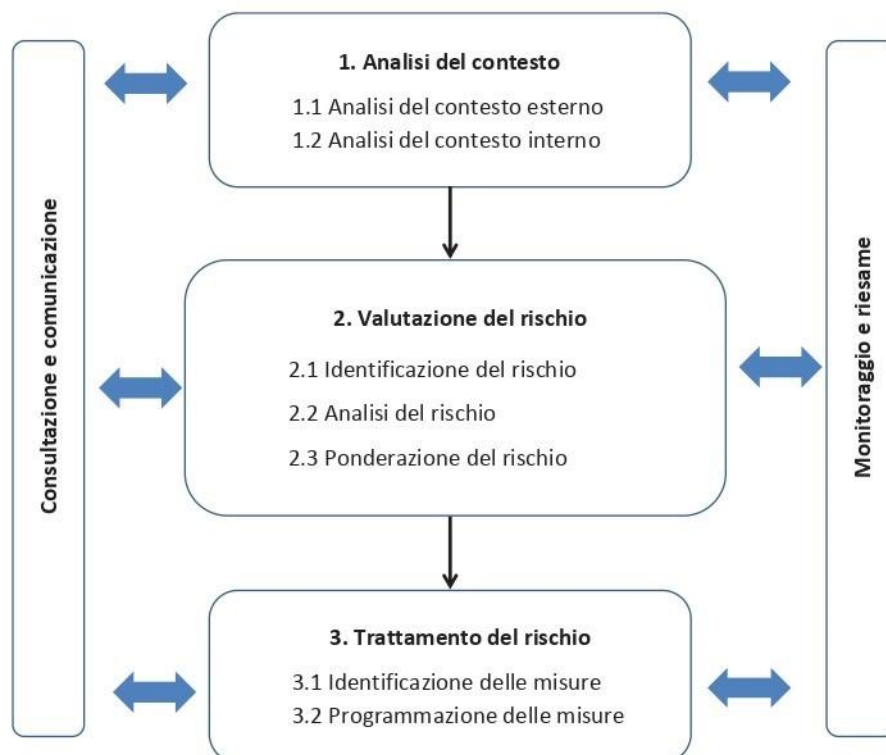 Consultazione e comunicazione
1. Analisi del contesto
1.1 Analisi del contesto esterno
1.2 Analisi del contesto interno
2. Valutazione del rischio
2.1 Identificazione del rischio
2.2 Analisi del rischio
2.3 Ponderazione del rischio
3. Trattamento del rischio
3.1 Identificazione delle misure
3.2 Programmazione delle misure
Monitoraggio e riesame